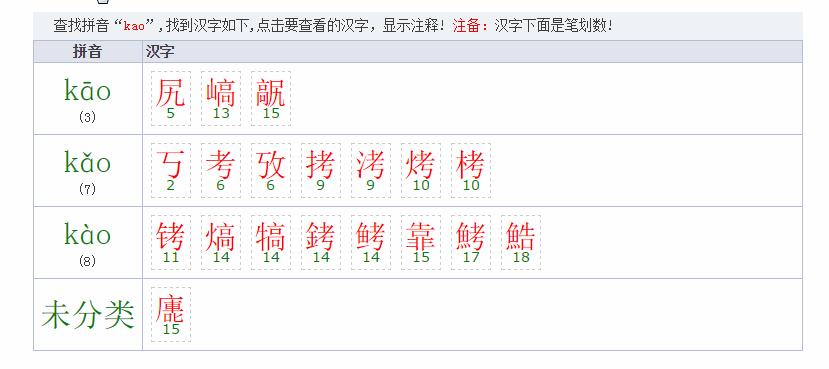 查找拼音“kao”,找到汉字如下,点击要查看的汉字，显示注释! 注备：汉字下面是笔划数!
拼音 汉字
kāo 尻 嵪 髛
(3) 5 13 15
kǎo 丂 考 攷 拷 洘 烤 栲
(7) 2 6 6 9 9 10 10
kào 铐 熇 犒 銬 鲓 靠 鮳 鯌
(8) 11 14 14 14 14 15 17 18
未分类
15